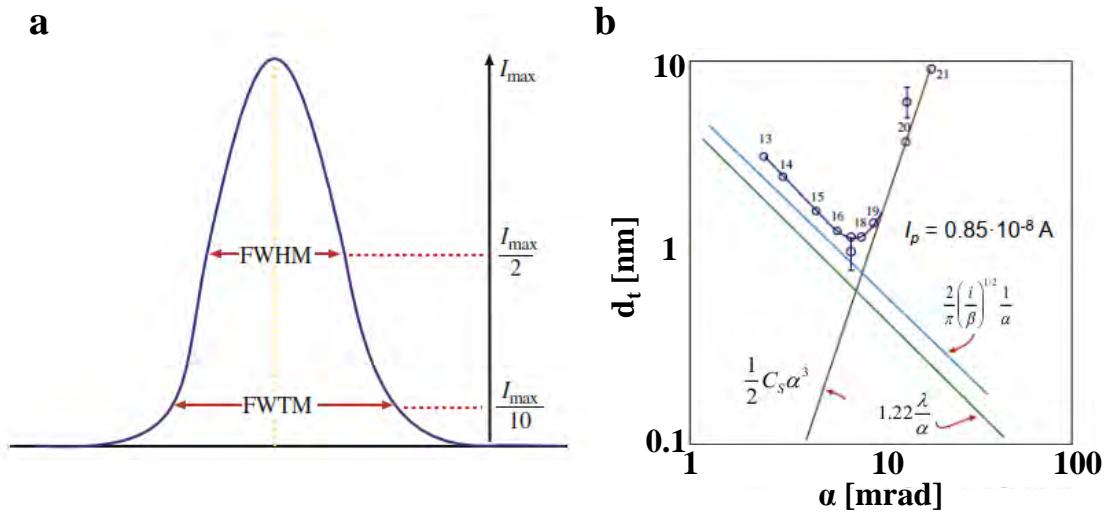 a
I_max
FWHM
I_max/2
FWTM
I_max/10
b
10
1
0.1
1
10
100
d_t [nm]
α [mrad]
13
14
15
16
18
19
20
21
I_p = 0.85·10⁻⁸ A
2/π (i/β)^1/2 1/α
1/2 C_s α³
1.22 λ/α